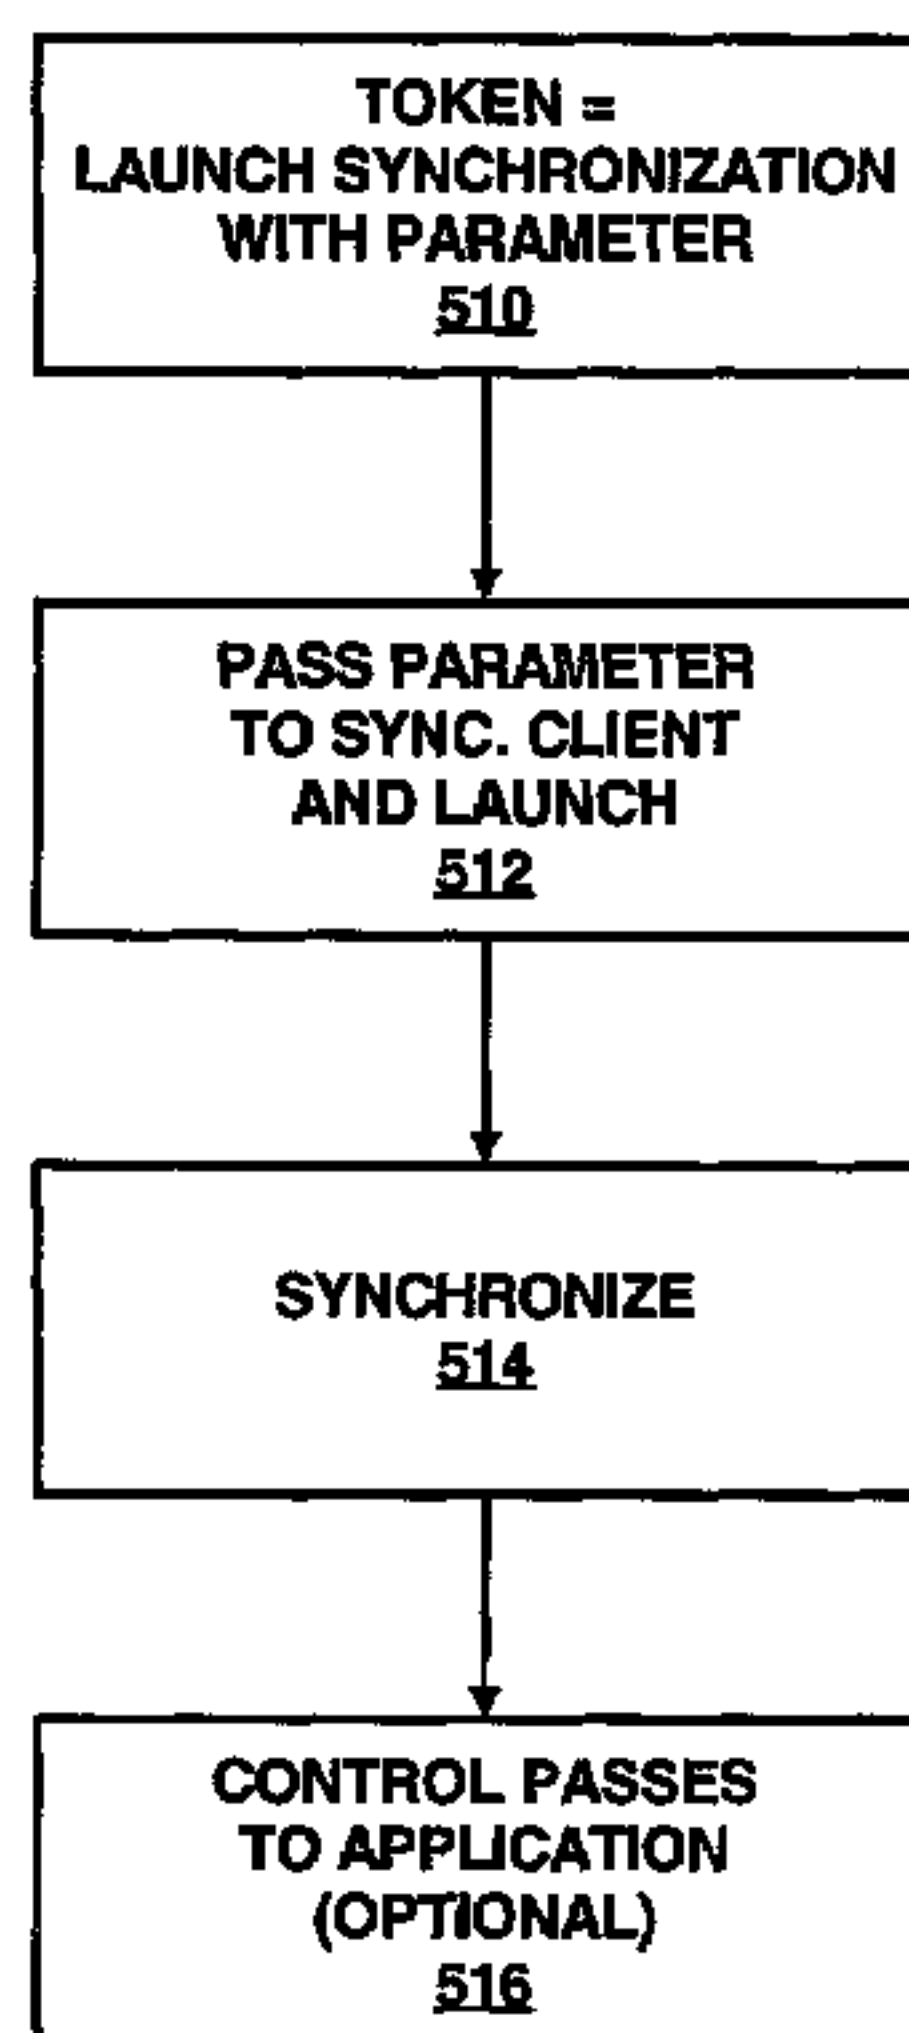 TOKEN =
LAUNCH SYNCHRONIZATION
WITH PARAMETER
510
PASS PARAMETER
TO SYNC. CLIENT
AND LAUNCH
512
SYNCHRONIZE
514
CONTROL PASSES
TO APPLICATION
(OPTIONAL)
516